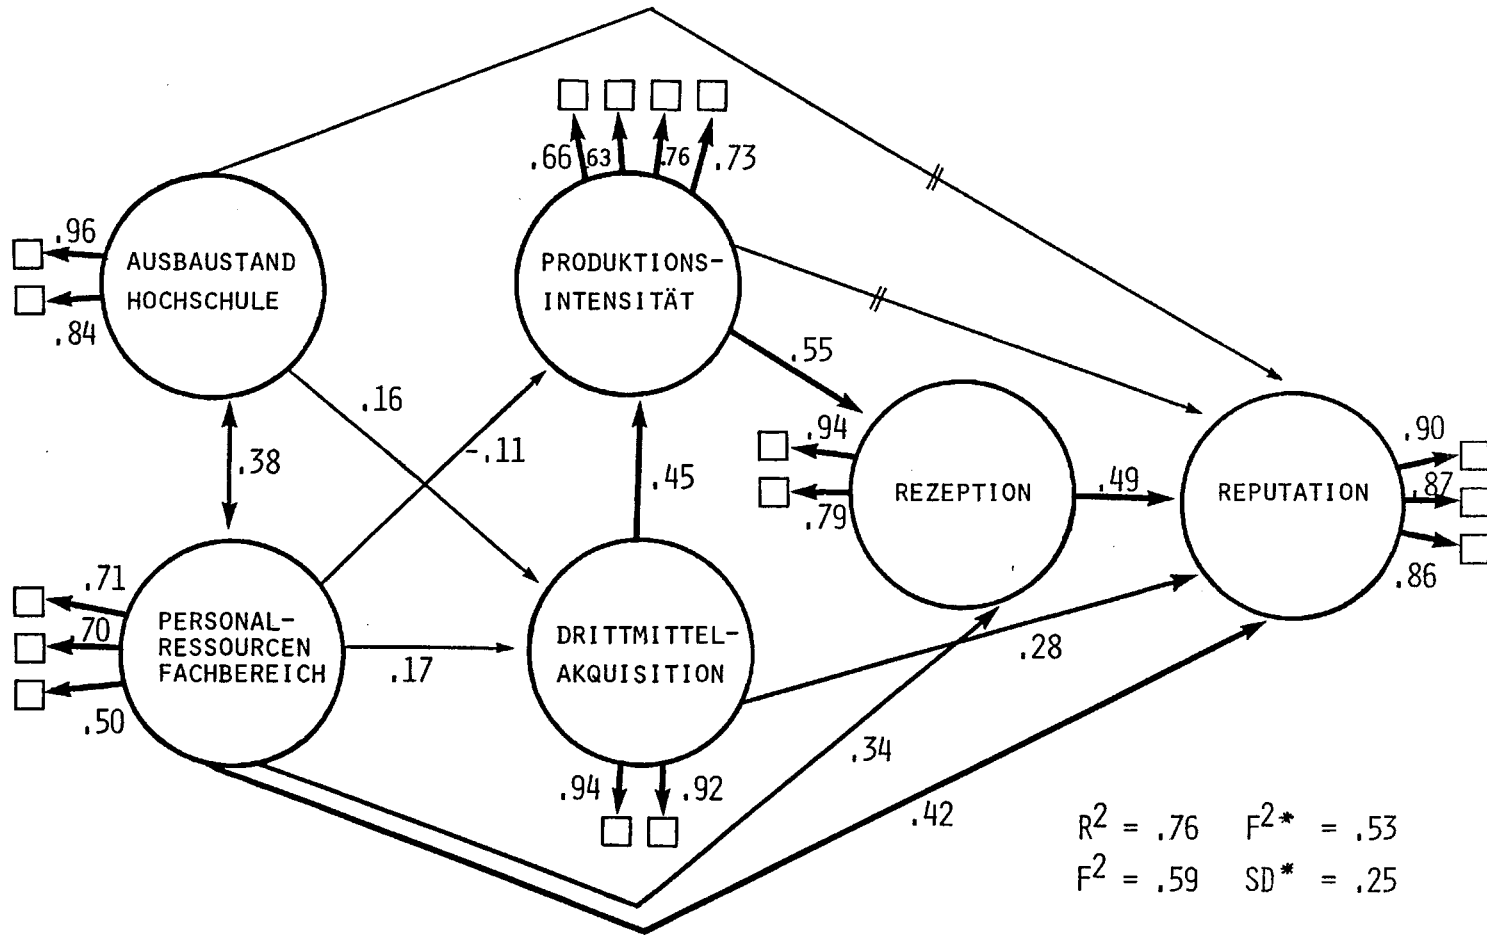 .66 .63 .76 .73
.96
AUSBAUSTAND
HOCHSCHULE
.84
PRODUKTIONS-
INTENSITÄT
.55
.16
.38
-.11
.45
.94
.79
REZEPTION
.49
REPUTATION
.90
.87
.86
.71
.70
.50
PERSONAL-
RESSOURCEN
FACHBEREICH
.17
DRITTMITTEL-
AKQUISITION
.94 .92
.28
.34
.42
R² = .76 F²* = .53
F² = .59 SD* = .25